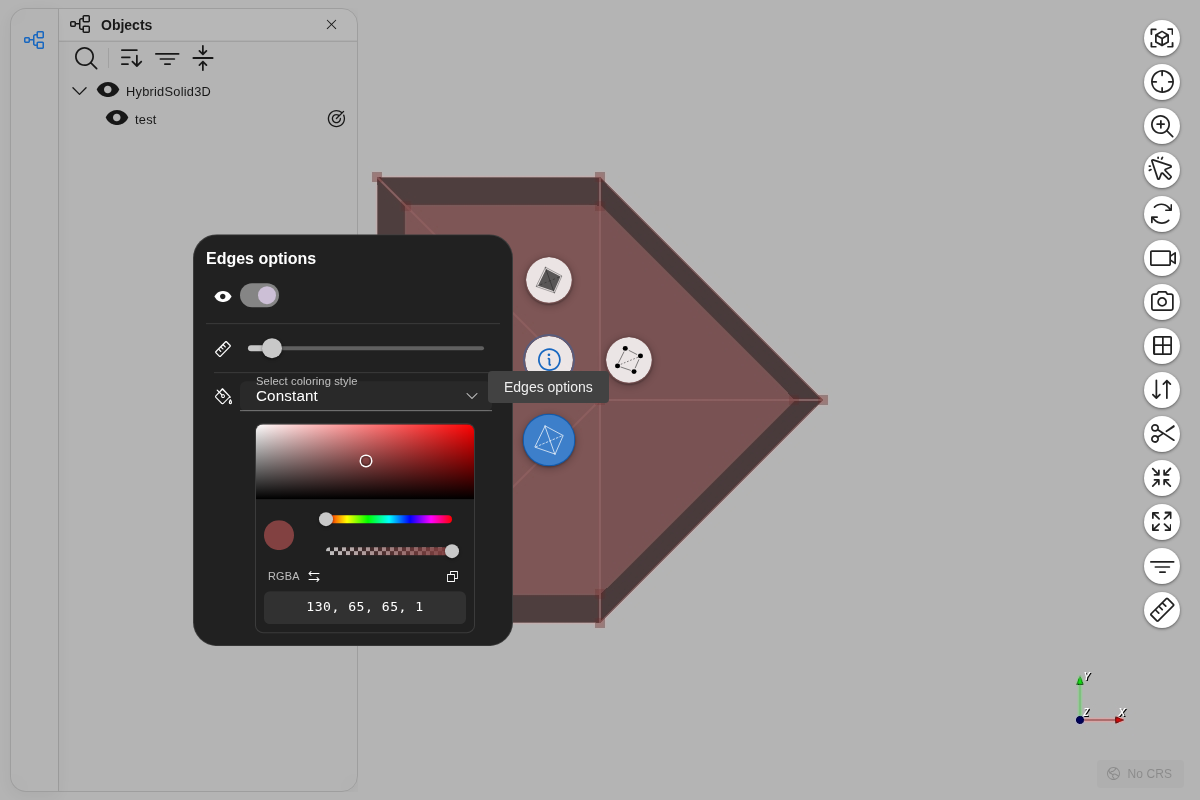 Objects
HybridSolid3D
test
Edges options
Select coloring style
Constant
Edges options
RGBA
130, 65, 65, 1
Y
Z
X
No CRS